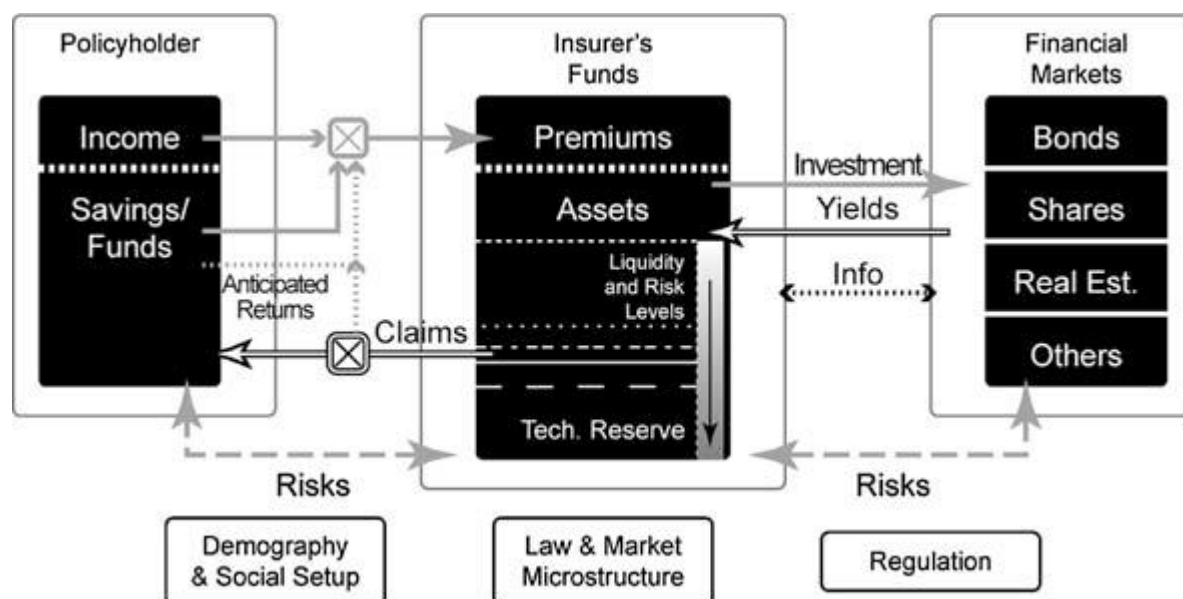 Policyholder
Income
Savings/
Funds
Anticipated
Returns
Claims
Insurer's
Funds
Premiums
Assets
Liquidity
and Risk
Levels
Tech. Reserve
Investment
Yields
Info
Financial
Markets
Bonds
Shares
Real Est.
Others
Risks
Risks
Demography
& Social Setup
Law & Market
Microstructure
Regulation